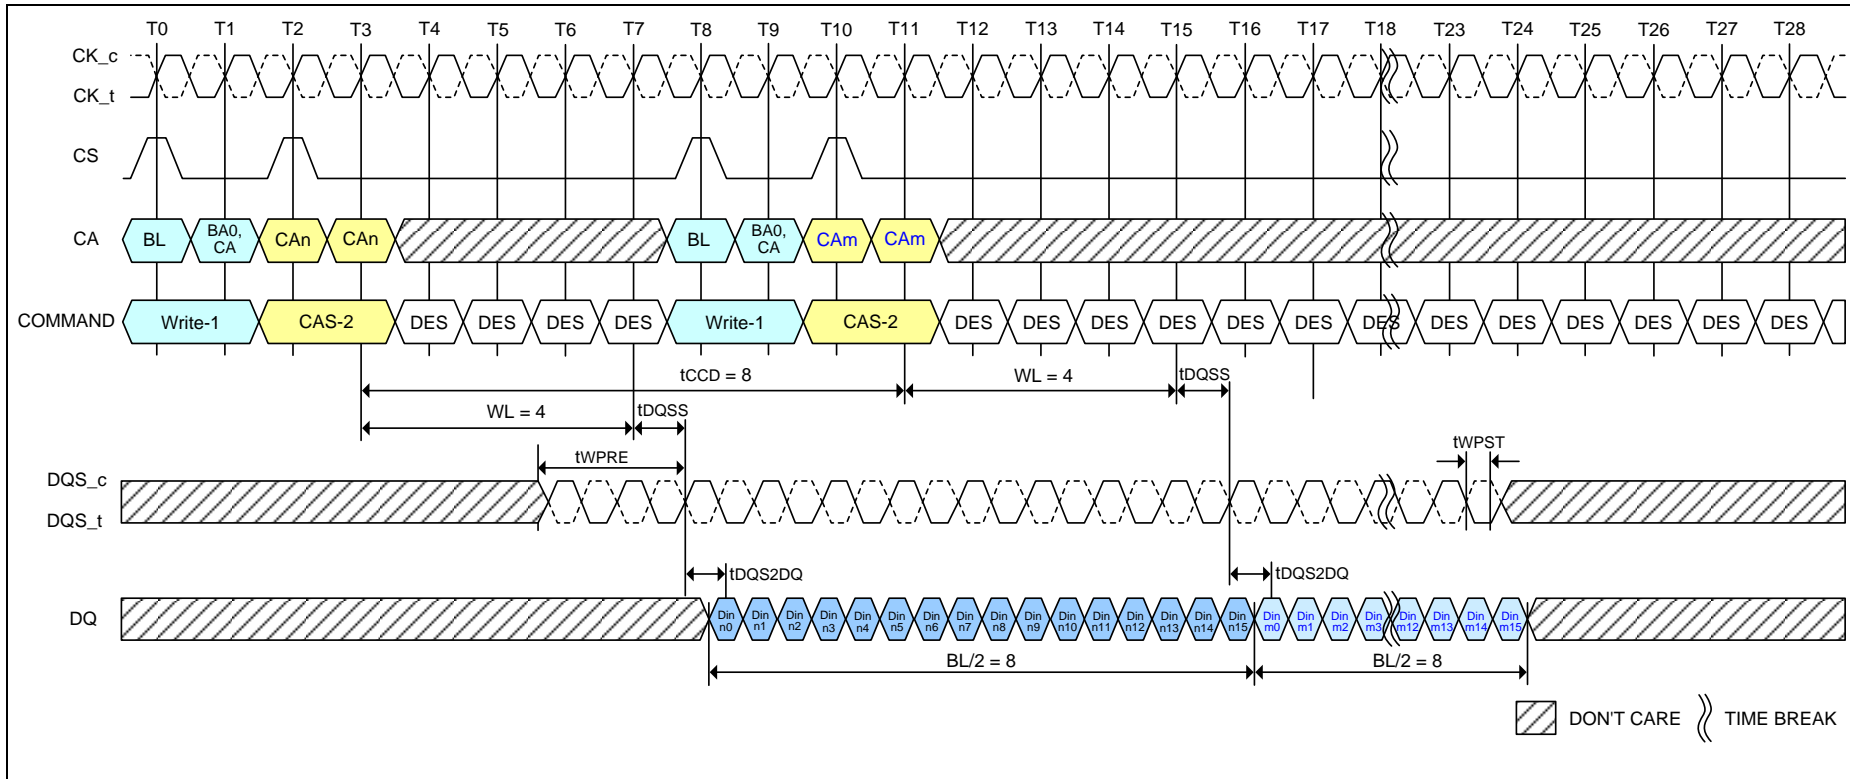 T0 T1 T2 T3 T4 T5 T6 T7 T8 T9 T10 T11 T12 T13 T14 T15 T16 T17 T18 T23 T24 T25 T26 T27 T28
CK_c
CK_t
CS
CA BL BA0, CA CAn CAn BL BA0, CA CAm CAm
COMMAND Write-1 CAS-2 DES DES DES DES Write-1 CAS-2 DES DES DES DES DES DES DES DES DES DES DES DES DES
tCCD = 8 WL = 4 tDQSS
WL = 4 tDQSS
tWPRE tWPST
DQS_c
DQS_t
tDQS2DQ tDQS2DQ
DQ Din n0 Din n1 Din n2 Din n3 Din n4 Din n5 Din n6 Din n7 Din n8 Din n9 Din n10 Din n11 Din n12 Din n13 Din n14 Din n15 Din m0 Din m1 Din m2 Din m3 Din m12 Din m13 Din m14 Din m15
BL/2 = 8 BL/2 = 8
DON'T CARE TIME BREAK